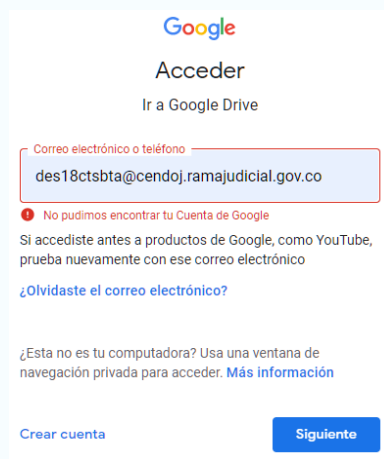 Google
Acceder
Ir a Google Drive
Correo electrónico o teléfono
des18ctsbta@cendoj.ramajudicial.gov.co
No pudimos encontrar tu Cuenta de Google
Si accediste antes a productos de Google, como YouTube,
prueba nuevamente con ese correo electrónico
¿Olvidaste el correo electrónico?
¿Esta no es tu computadora? Usa una ventana de
navegación privada para acceder. Más información
Crear cuenta
Siguiente